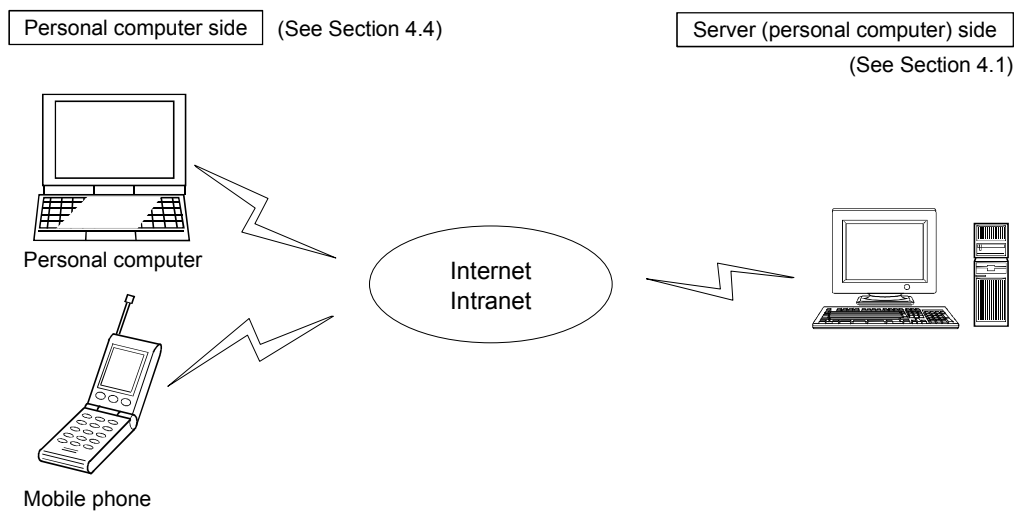 Personal computer side
(See Section 4.4)
Server (personal computer) side
(See Section 4.1)
Personal computer
Internet
Intranet
Mobile phone